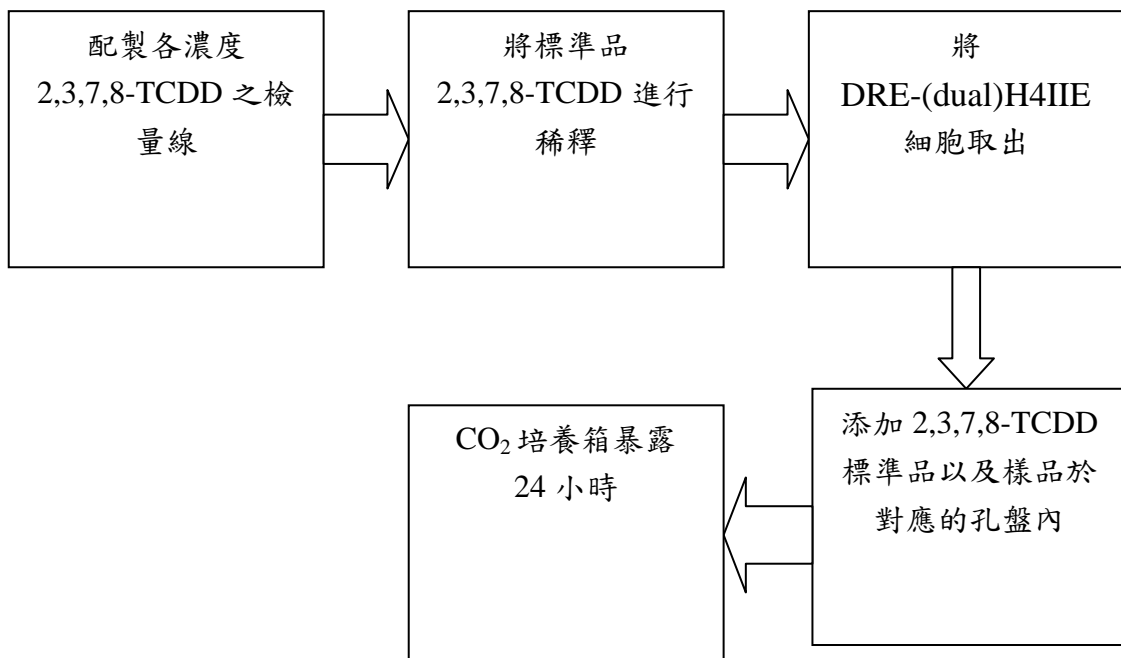 配製各濃度
2,3,7,8-TCDD 之檢
量線
將標準品
2,3,7,8-TCDD 進行
稀釋
將
DRE-(dual)H4IIE
細胞取出
添加 2,3,7,8-TCDD
標準品以及樣品於
對應的孔盤內
CO₂培養箱暴露
24 小時